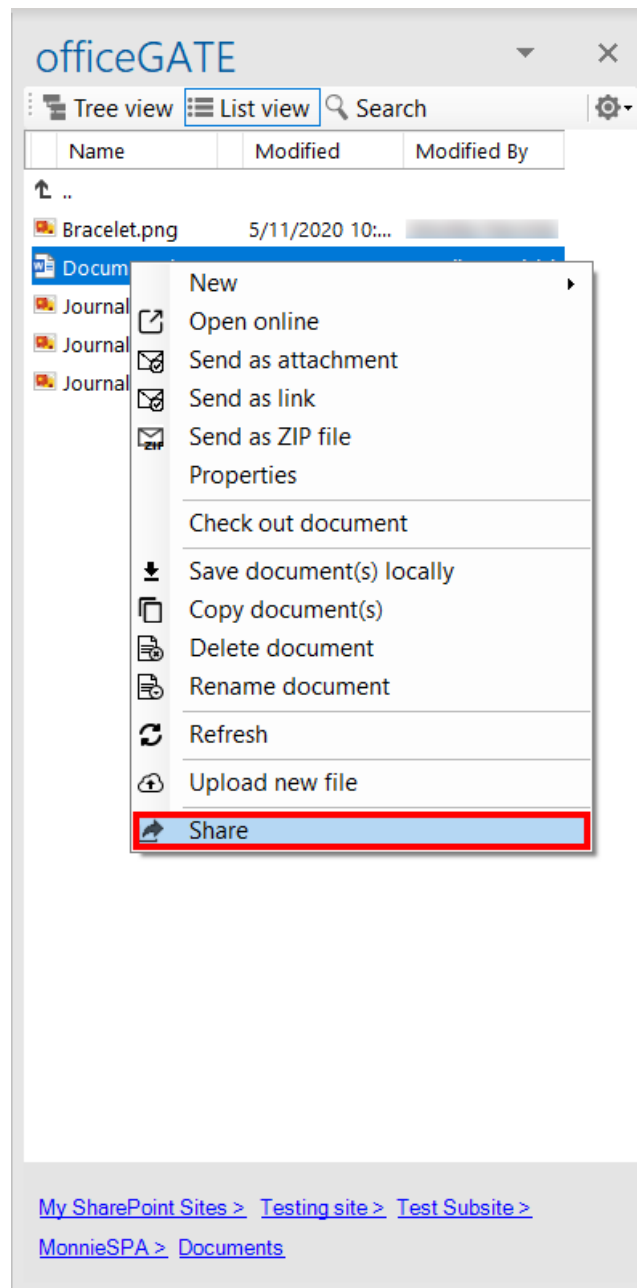 officeGATE
Tree view List view Search
Name Modified Modified By
..
Bracelet.png 5/11/2020 10:...
Docum
Journal
Journal
Journal
New
Open online
Send as attachment
Send as link
ZIP Send as ZIP file
Properties
Check out document
Save document(s) locally
Copy document(s)
Delete document
Rename document
Refresh
Upload new file
Share
My SharePoint Sites > Testing site > Test Subsite >
MonnieSPA > Documents